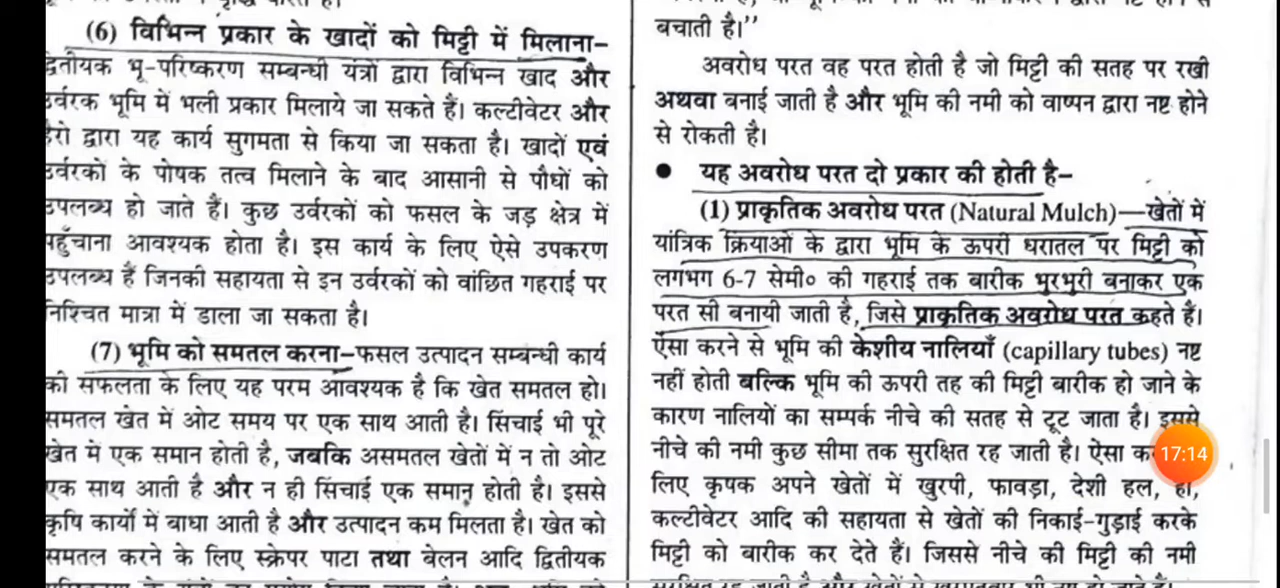 (6) विभिन्न प्रकार के खादों को मिट्टी में मिलाना–
द्वितीयक भू-परिष्करण सम्बन्धी यंत्रों द्वारा विभिन्न खाद और
उर्वरक भूमि में भली प्रकार मिलाये जा सकते हैं। कल्टीवेटर और
हैरो द्वारा यह कार्य सुगमता से किया जा सकता है। खादों एवं
उर्वरकों के पोषक तत्व मिलाने के बाद आसानी से पौधों को
उपलब्ध हो जाते हैं। कुछ उर्वरकों को फसल के जड़ क्षेत्र में
पहुँचाना आवश्यक होता है। इस कार्य के लिए ऐसे उपकरण
उपलब्ध हैं जिनकी सहायता से इन उर्वरकों को वांछित गहराई पर
निश्चित मात्रा में डाला जा सकता है।
(7) भूमि को समतल करना–फसल उत्पादन सम्बन्धी कार्य
की सफलता के लिए यह परम आवश्यक है कि खेत समतल हो।
समतल खेत में ओट समय पर एक साथ आती है। सिंचाई भी पूरे
खेत में एक समान होती है, जबकि असमतल खेतों में न तो ओट
एक साथ आती है और न ही सिंचाई एक समान होती है। इससे
कृषि कार्यो में बाधा आती है और उत्पादन कम मिलता है। खेत को
समतल करने के लिए स्क्रेपर पाटा तथा बेलन आदि द्वितीयक
बचाती है।”
अवरोध परत वह परत होती है जो मिट्टी की सतह पर रखी
अथवा बनाई जाती है और भूमि की नमी को वाष्पन द्वारा नष्ट होने
से रोकती है।
● यह अवरोध परत दो प्रकार की होती है–
(1) प्राकृतिक अवरोध परत (Natural Mulch)—खेतों में
यांत्रिक क्रियाओं के द्वारा भूमि के ऊपरी धरातल पर मिट्टी को
लगभग 6-7 सेमी० की गहराई तक बारीक भुरभुरी बनाकर एक
परत सी बनायी जाती है, जिसे प्राकृतिक अवरोध परत कहते हैं।
ऐंसा करने से भूमि की केशीय नालियाँ (capillary tubes) नष्ट
नहीं होती बल्कि भूमि की ऊपरी तह की मिट्टी बारीक हो जाने के
कारण नालियों का सम्पर्क नीचे की सतह से टूट जाता है। इससे
नीचे की नमी कुछ सीमा तक सुरक्षित रह जाती है। ऐंसा
17:14
लिए कृषक अपने खेतों में खुरपी, फावड़ा, देशी हल,
कल्टीवेटर आदि की सहायता से खेतों की निकाई-गुड़ाई करके
मिट्टी को बारीक कर देते हैं। जिससे नीचे की मिट्टी की नमी